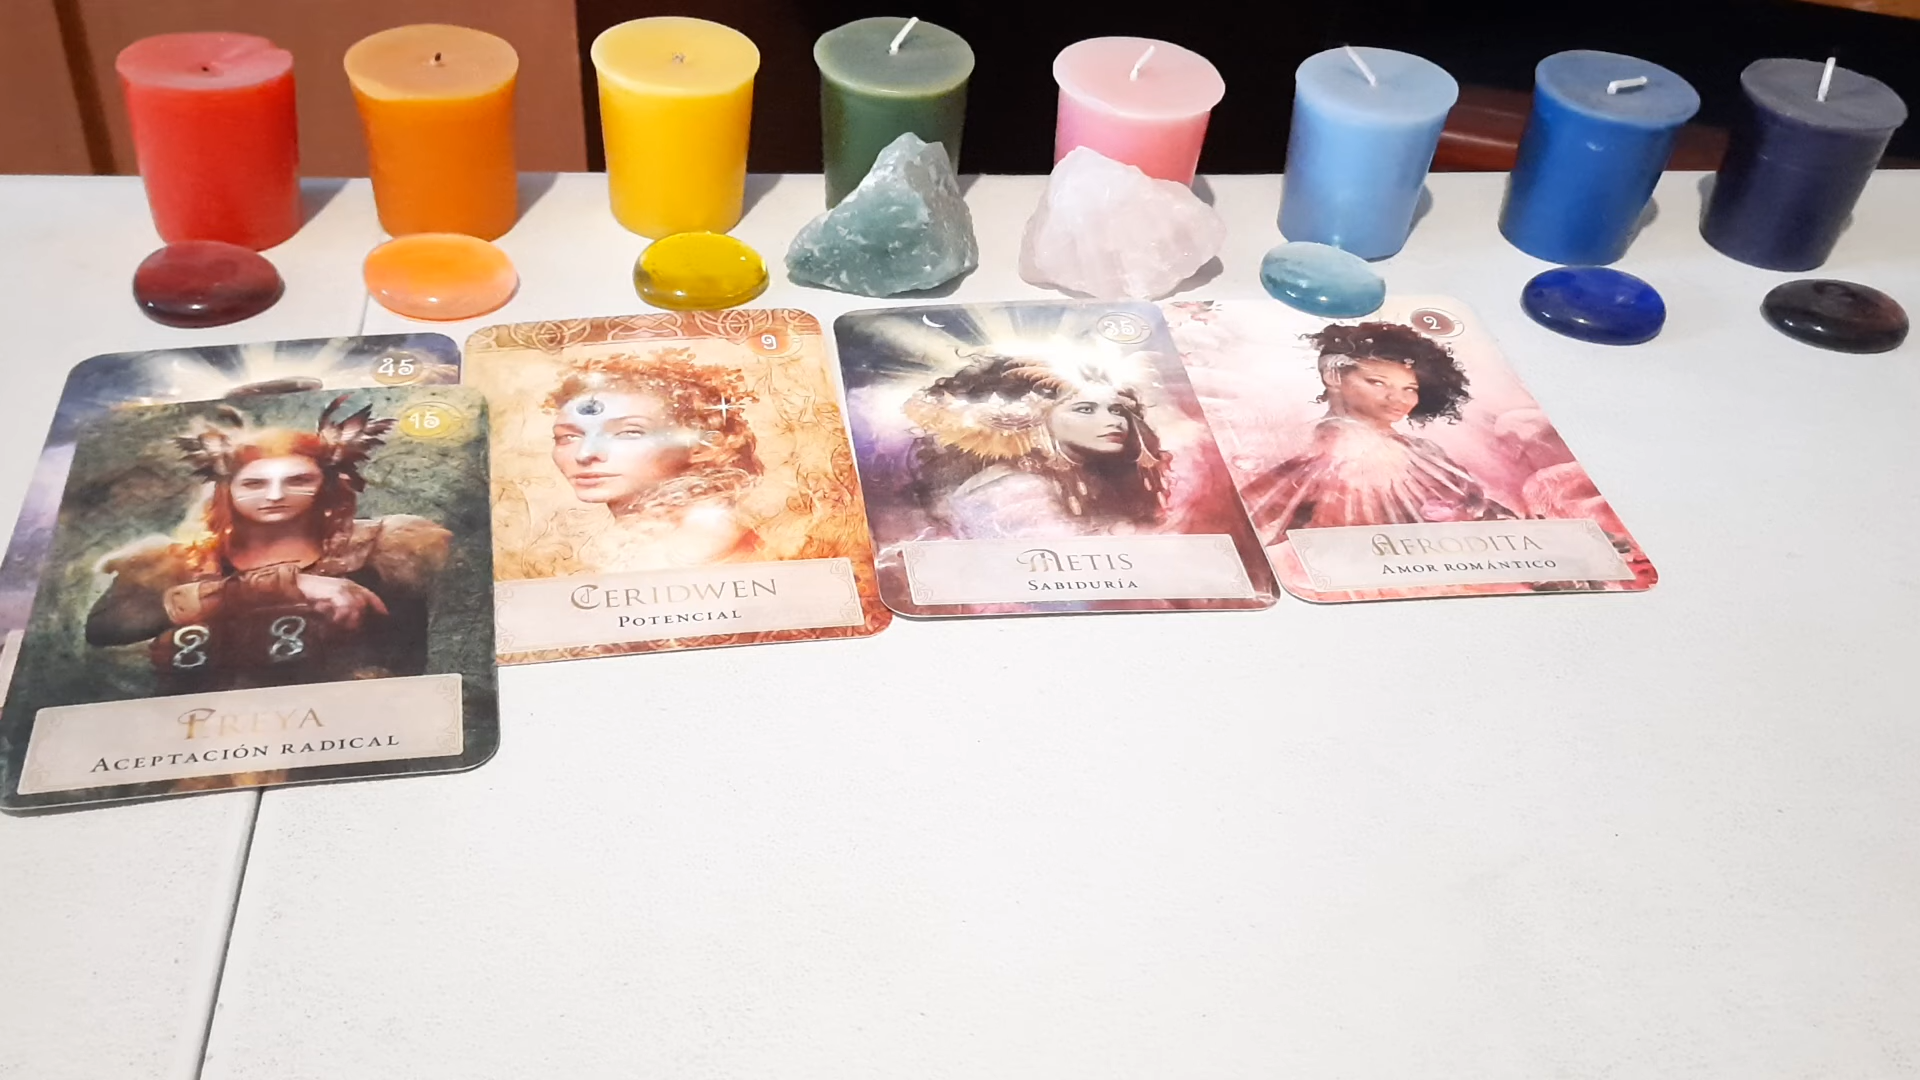 45
15
FREYA
ACEPTACIÓN RADICAL
9
CERIDWEN
POTENCIAL
35
METIS
SABIDURÍA
2
AFRODITA
AMOR ROMÁNTICO